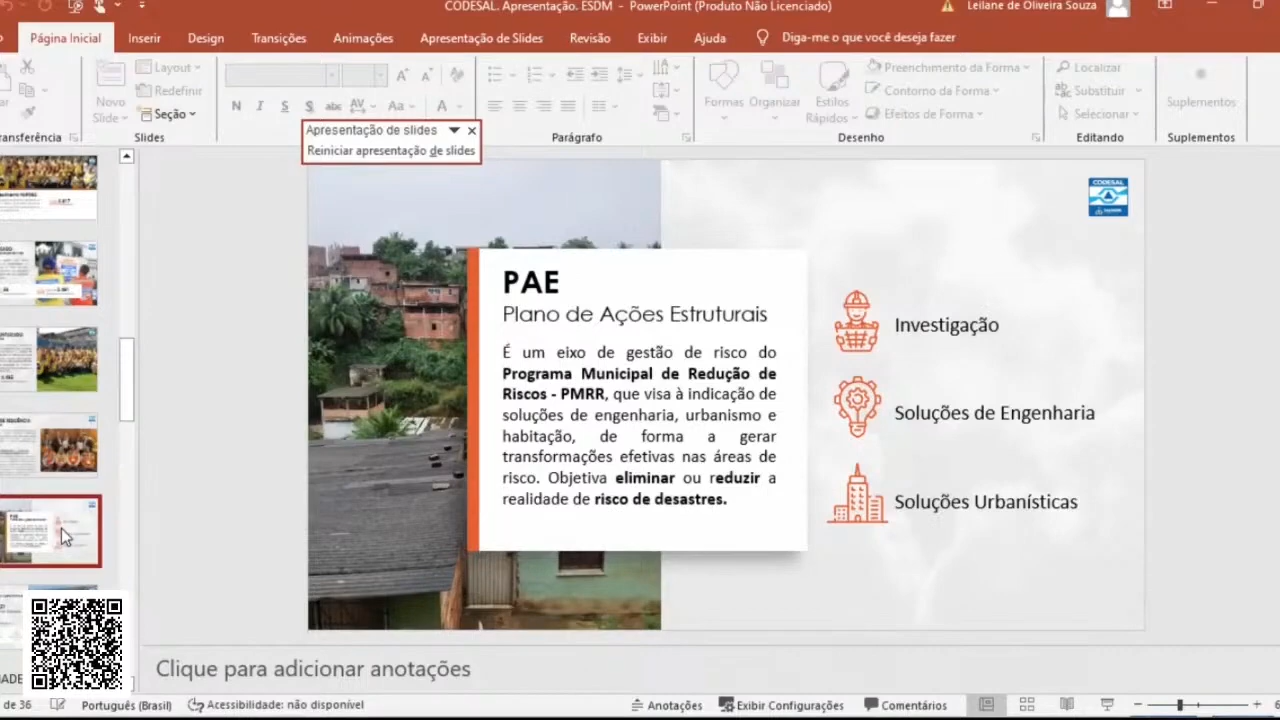 CODESAL. Apresentação. ESDM - PowerPoint (Produto Não Licenciado)
Leilane de Oliveira Souza
Página Inicial
Inserir
Design
Transições
Animações
Apresentação de Slides
Revisão
Exibir
Ajuda
Diga-me o que você deseja fazer
Layout
Redefinir
Seção
Novo
Slide
Formas
Organizar
Estilos
Rápidos
Preenchimento da Forma
Contorno da Forma
Efeitos de Forma
Localizar
Substituir
Selecionar
Suplementos
N I S S abc AV Aa A
Slides
Parágrafo
Desenho
Editando
Suplementos
Apresentação de slides
Reiniciar apresentação de slides
CODESAL
PAE
Plano de Ações Estruturais
É um eixo de gestão de risco do
Programa Municipal de Redução de
Riscos - PMRR, que visa à indicação de
soluções de engenharia, urbanismo e
habitação, de forma a gerar
transformações efetivas nas áreas de
risco. Objetiva eliminar ou reduzir a
realidade de risco de desastres.
Investigação
Soluções de Engenharia
Soluções Urbanísticas
Clique para adicionar anotações
de 36
Português (Brasil)
Acessibilidade: não disponível
Anotações
Exibir Configurações
Comentários